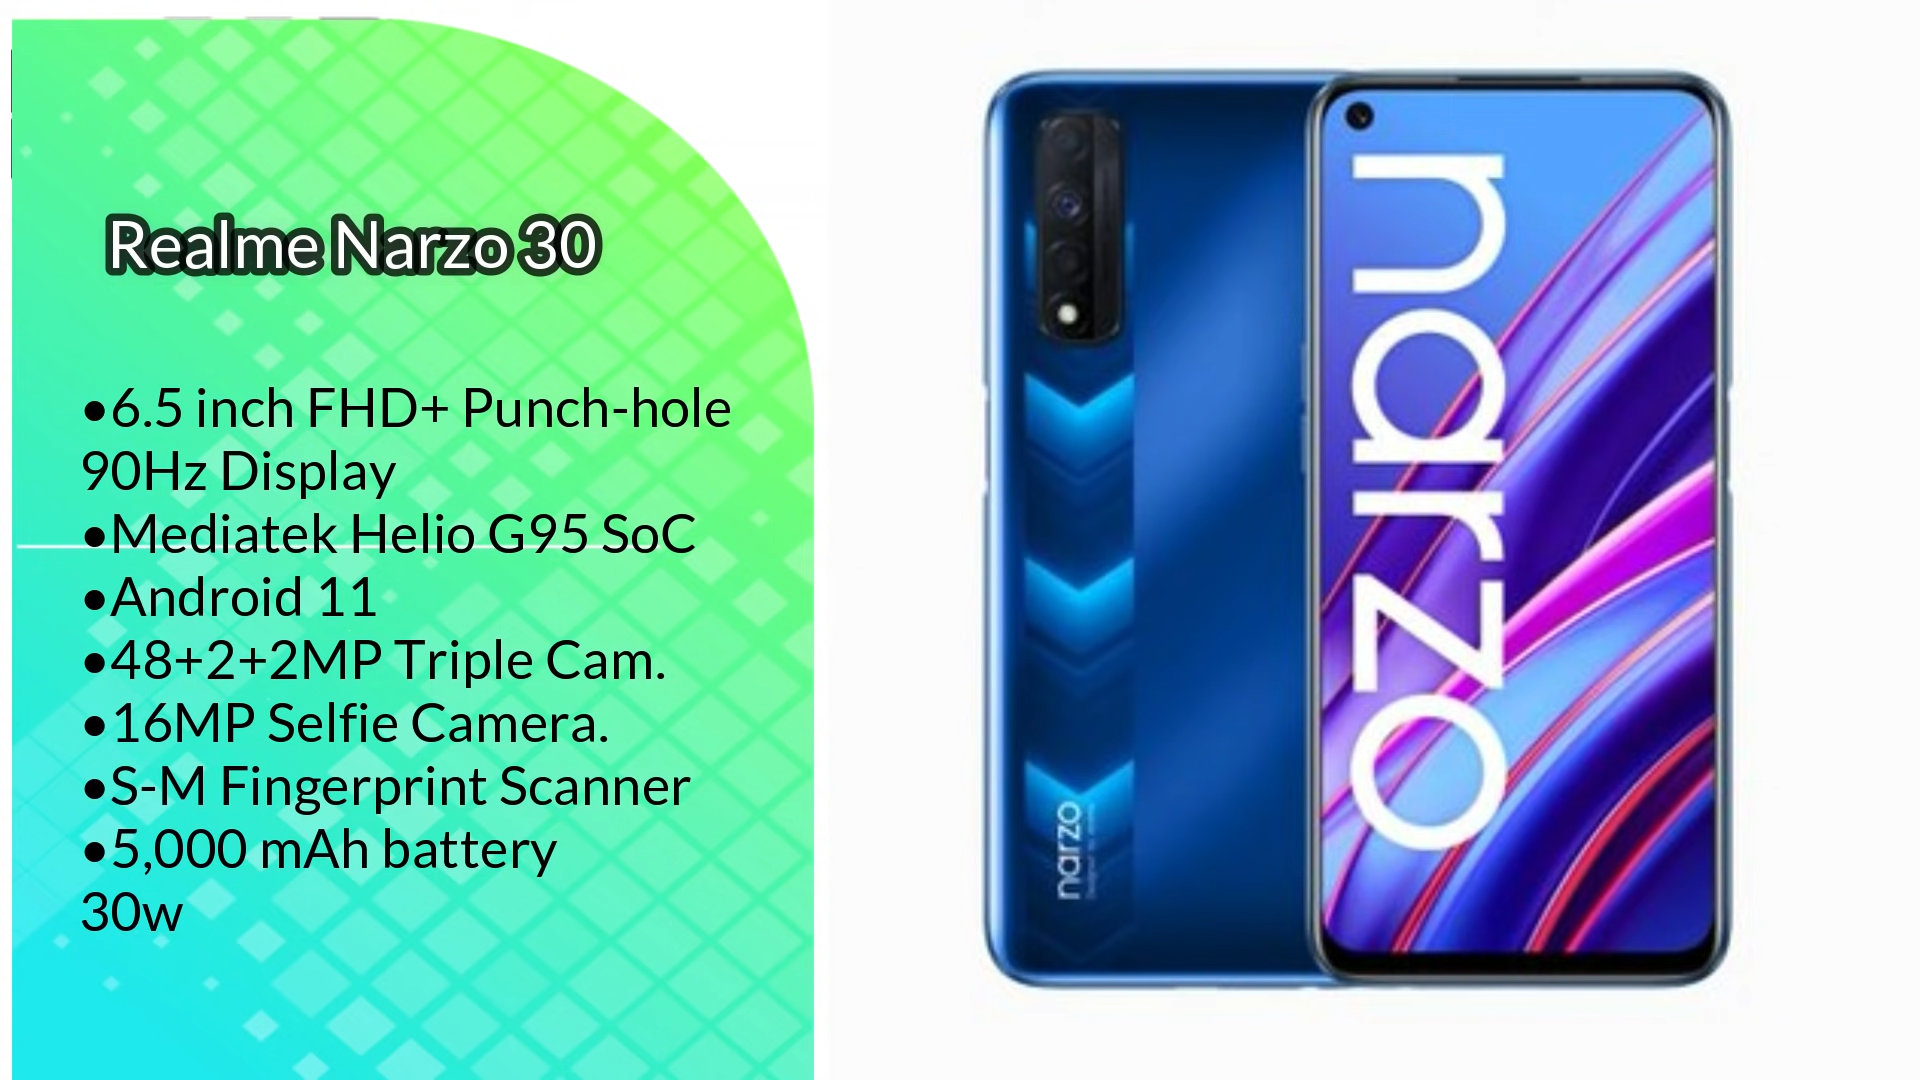 Realme Narzo 30
•6.5 inch FHD+ Punch-hole
90Hz Display
•Mediatek Helio G95 SoC
•Android 11
•48+2+2MP Triple Cam.
•16MP Selfie Camera.
•S-M Fingerprint Scanner
•5,000 mAh battery
30w
narzo
narzo